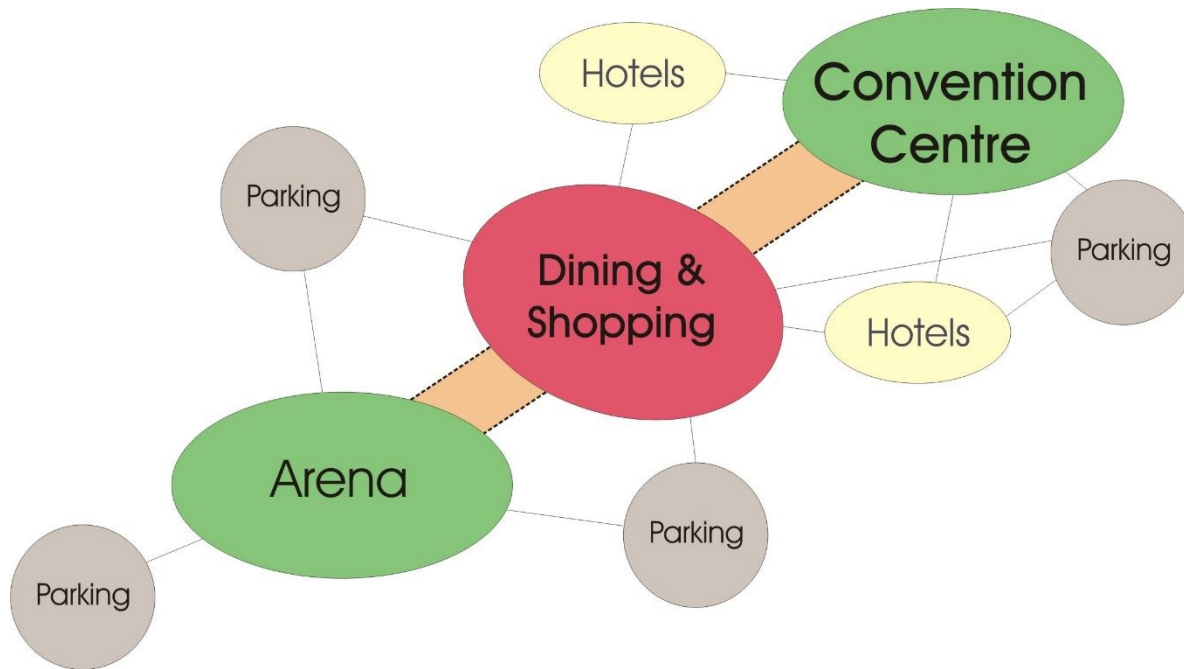 Hotels
Convention
Centre
Parking
Parking
Dining &
Shopping
Hotels
Arena
Parking
Parking